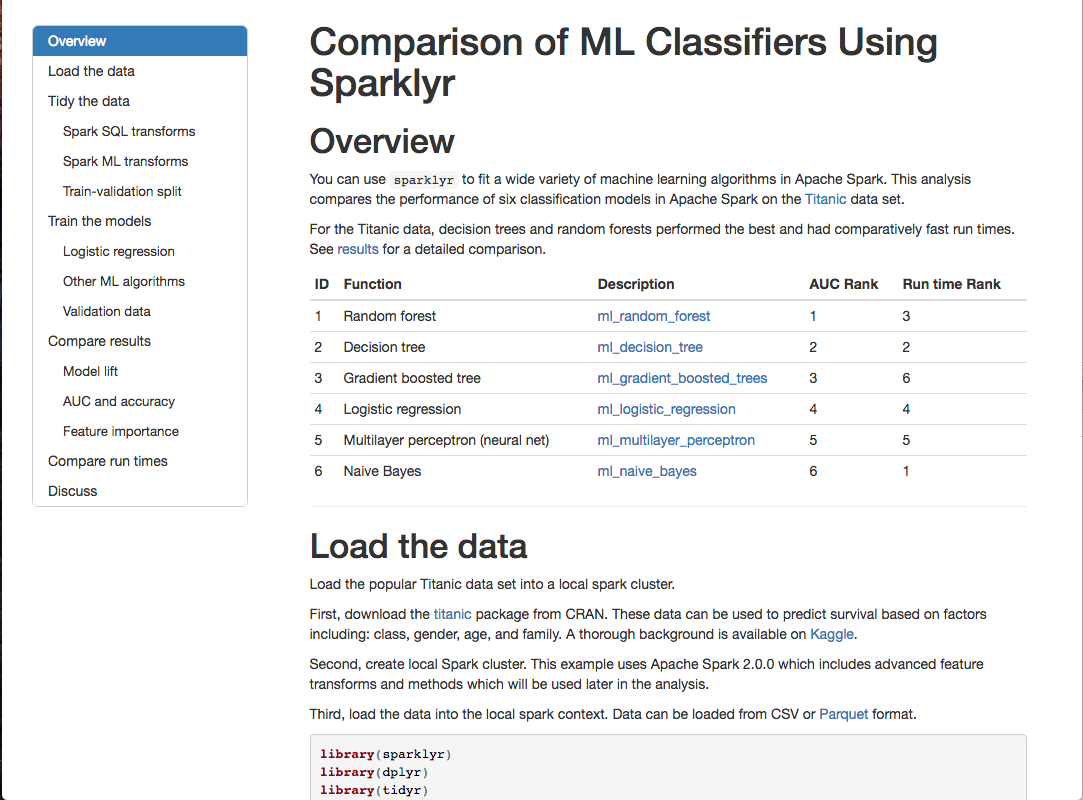 Overview
Load the data
Tidy the data
Spark SQL transforms
Spark ML transforms
Train-validation split
Train the models
Logistic regression
Other ML algorithms
Validation data
Compare results
Model lift
AUC and accuracy
Feature importance
Compare run times
Discuss
Comparison of ML Classifiers Using
Sparklyr
Overview
You can use sparklyr to fit a wide variety of machine learning algorithms in Apache Spark. This analysis
compares the performance of six classification models in Apache Spark on the Titanic data set.
For the Titanic data, decision trees and random forests performed the best and had comparatively fast run times.
See results for a detailed comparison.
ID Function Description AUC Rank Run time Rank
1 Random forest ml_random_forest 1 3
2 Decision tree ml_decision_tree 2 2
3 Gradient boosted tree ml_gradient_boosted_trees 3 6
4 Logistic regression ml_logistic_regression 4 4
5 Multilayer perceptron (neural net) ml_multilayer_perceptron 5 5
6 Naive Bayes ml_naive_bayes 6 1
Load the data
Load the popular Titanic data set into a local spark cluster.
First, download the titanic package from CRAN. These data can be used to predict survival based on factors
including: class, gender, age, and family. A thorough background is available on Kaggle.
Second, create local Spark cluster. This example uses Apache Spark 2.0.0 which includes advanced feature
transforms and methods which will be used later in the analysis.
Third, load the data into the local spark context. Data can be loaded from CSV or Parquet format.
library(sparklyr)
library(dplyr)
library(tidyr)